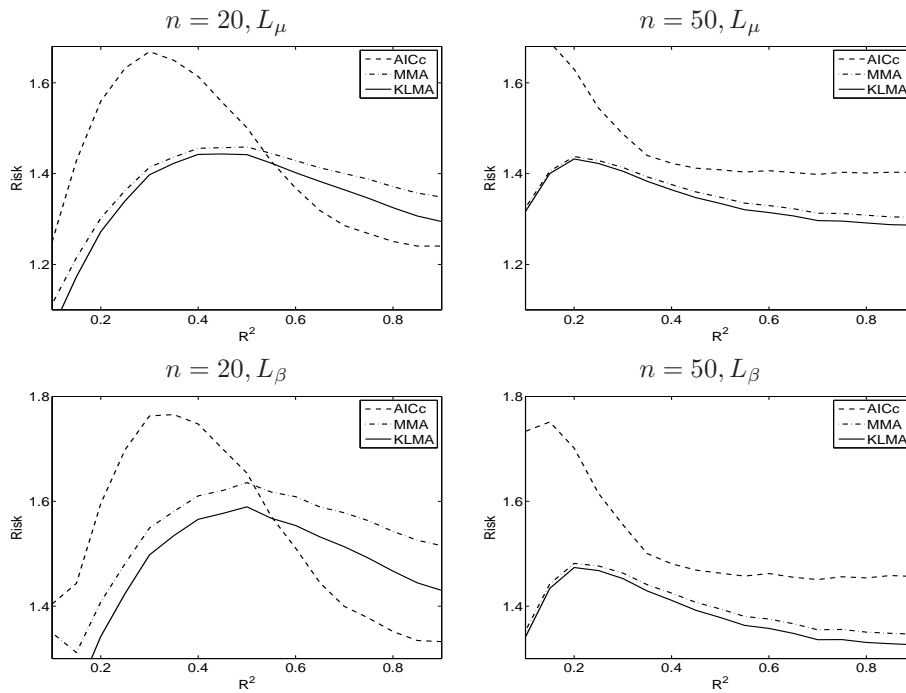 n = 20, L_μ
n = 50, L_μ
1.6
1.4
1.2
Risk
AICc
MMA
KLMA
0.2 0.4 0.6 0.8
R²
1.6
1.4
1.2
Risk
AICc
MMA
KLMA
0.2 0.4 0.6 0.8
R²
n = 20, L_β
n = 50, L_β
1.8
1.6
1.4
Risk
AICc
MMA
KLMA
0.2 0.4 0.6 0.8
R²
1.8
1.6
1.4
Risk
AICc
MMA
KLMA
0.2 0.4 0.6 0.8
R²